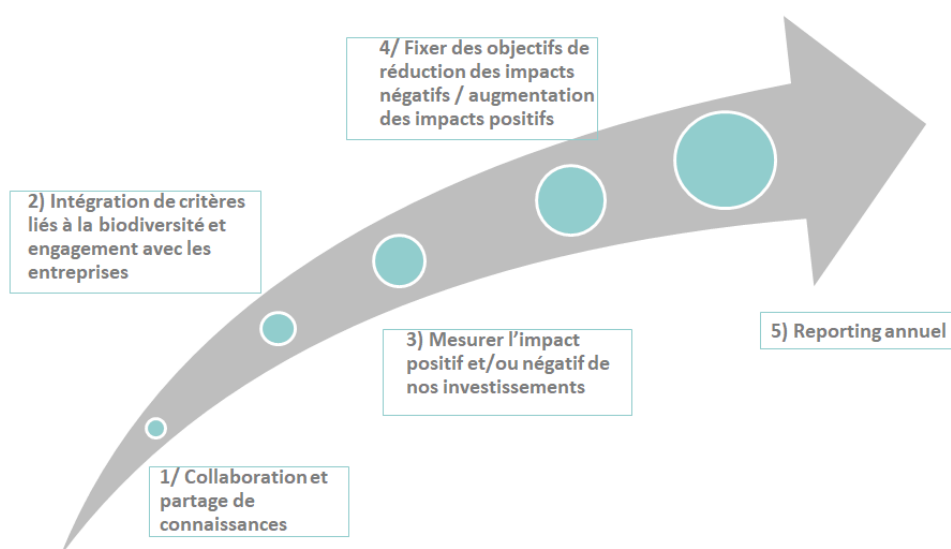 1/ Collaboration et
partage de
connaissances
2) Intégration de critères
liés à la biodiversité et
engagement avec les
entreprises
3) Mesurer l’impact
positif et/ou négatif de
nos investissements
4/ Fixer des objectifs de
réduction des impacts
négatifs / augmentation
des impacts positifs
5) Reporting annuel